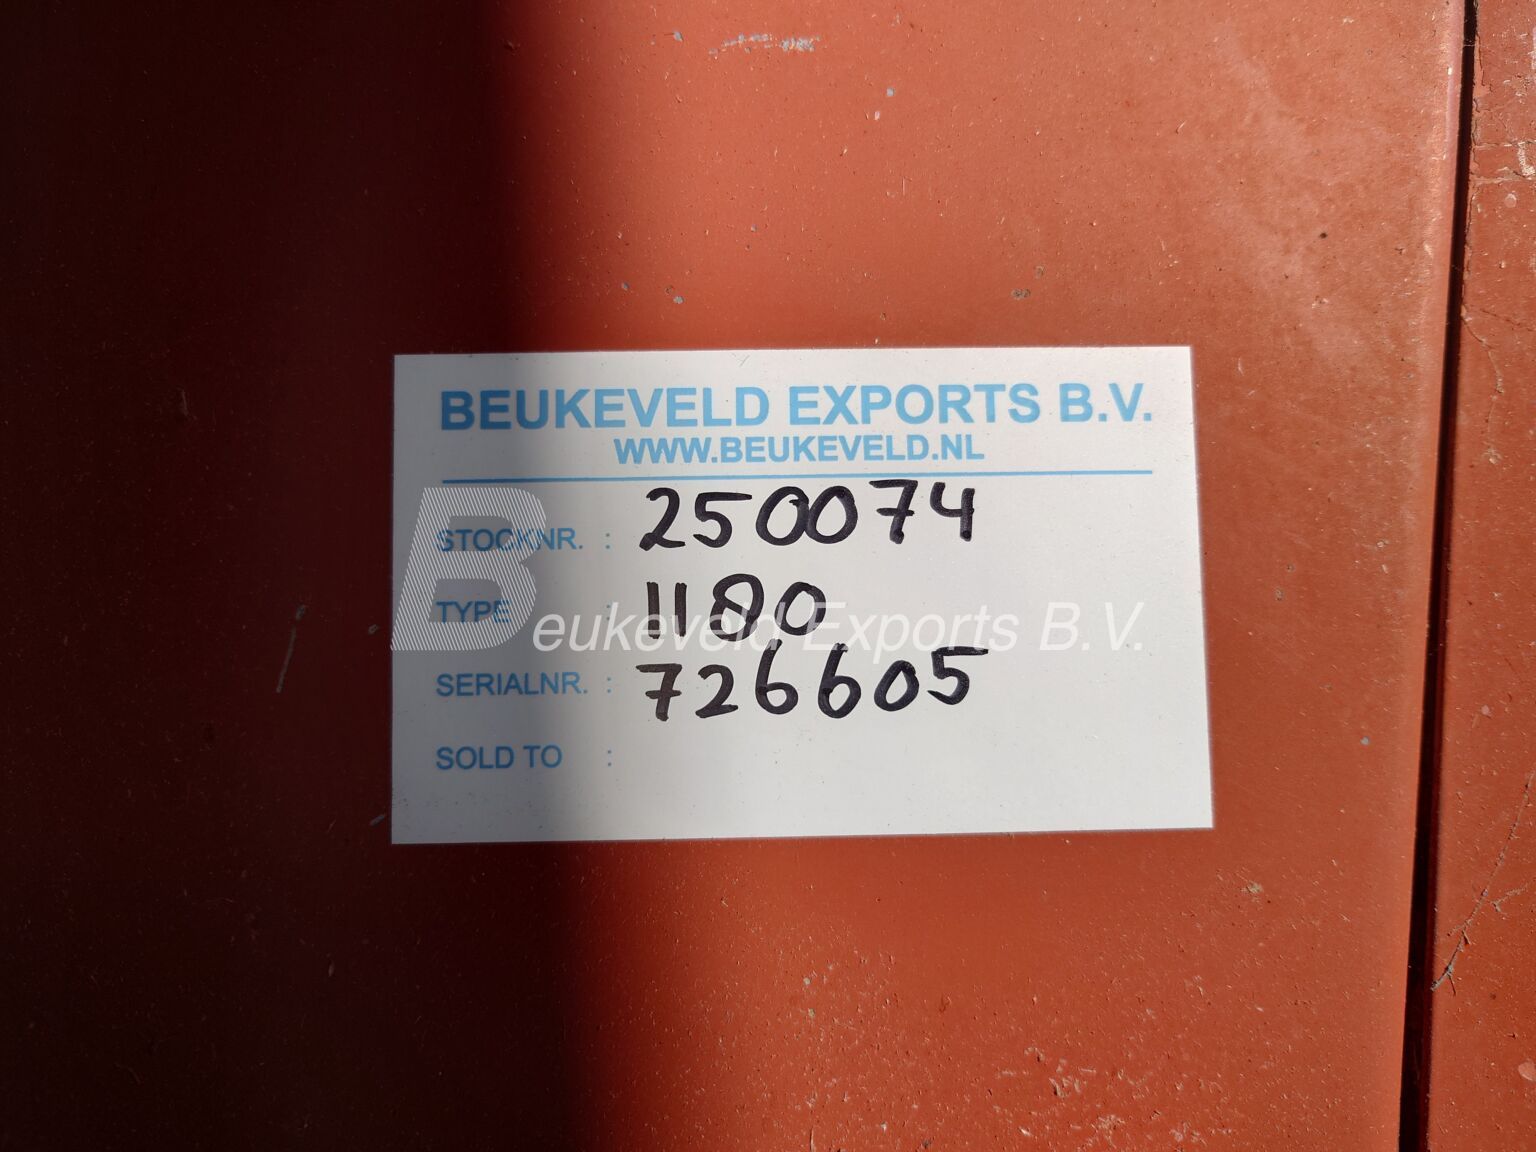 BEUKEVELD EXPORTS B.V.
WWW.BEUKEVELD.NL
STOCKNR. : 250074
TYPE : 1180
Beukeveld Exports B.V.
SERIALNR. : 726605
SOLD TO :